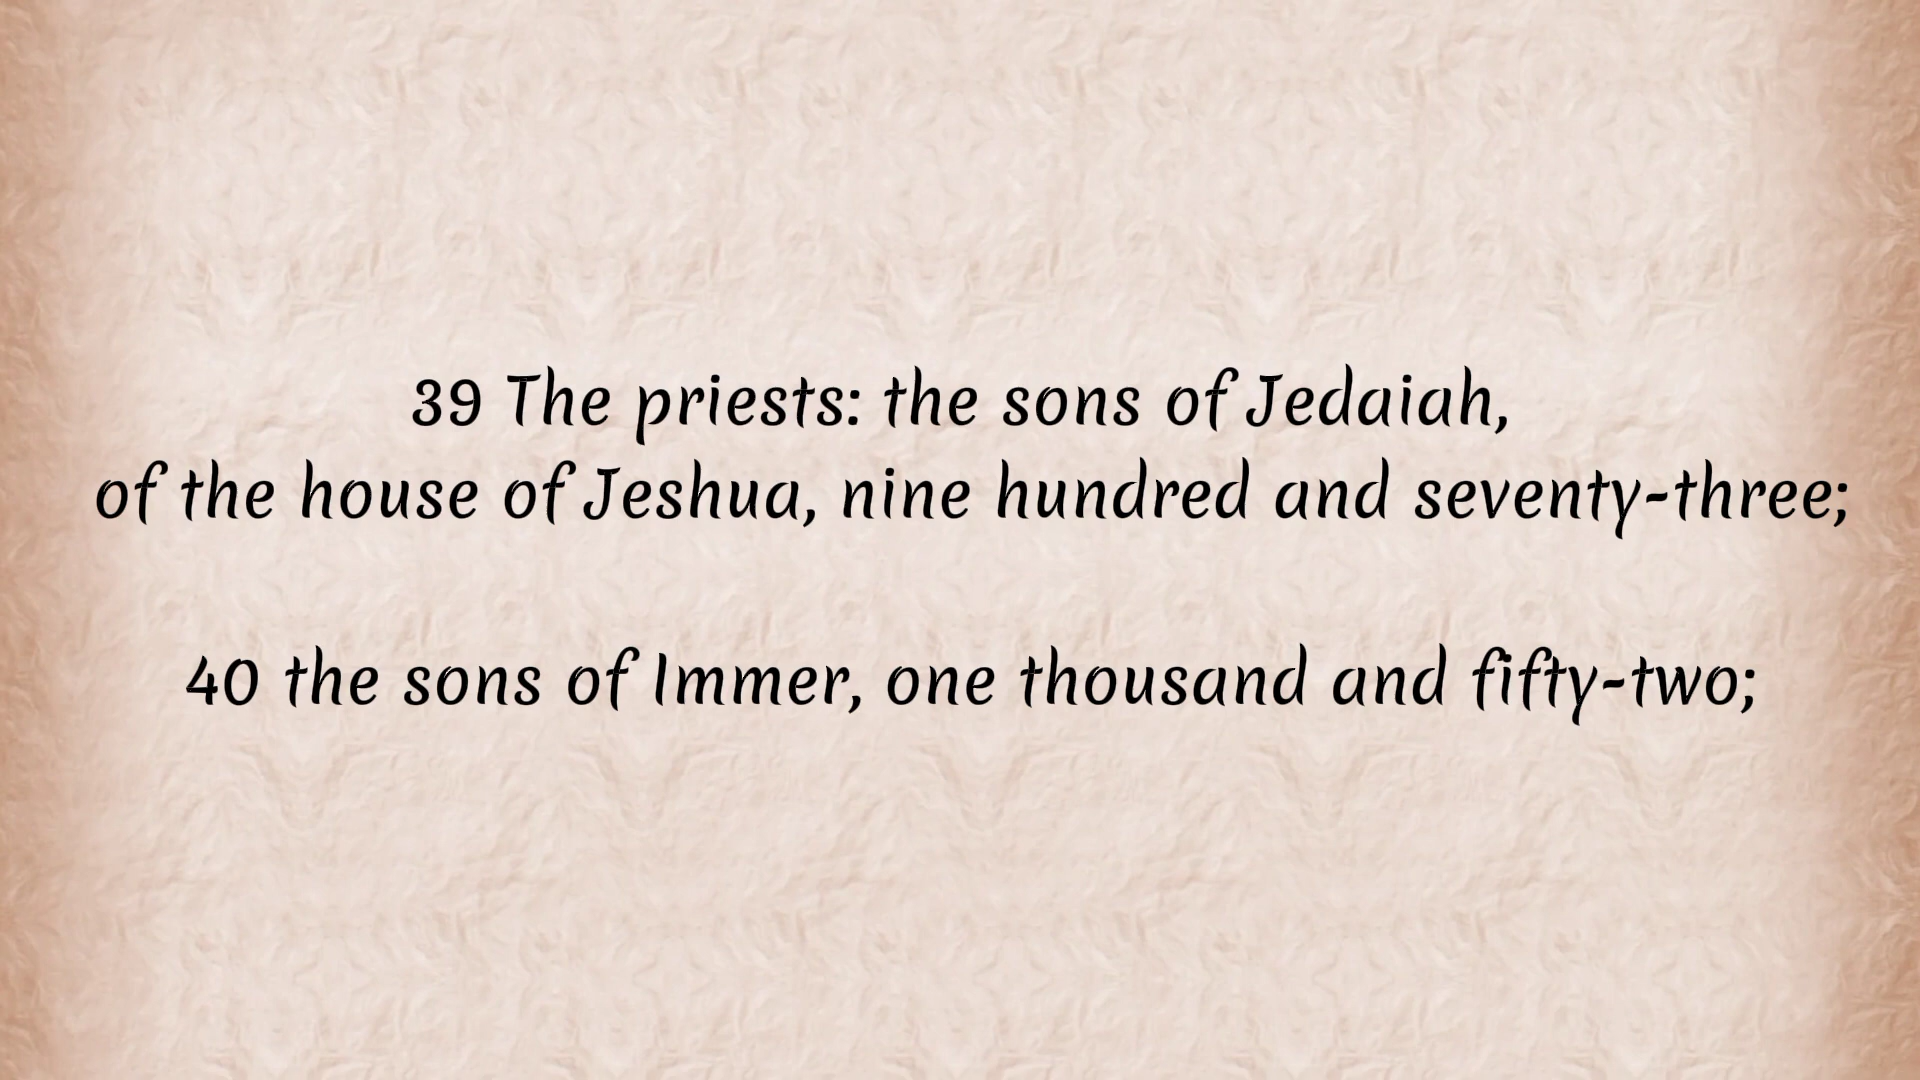 39 The priests: the sons of Jedaiah,
of the house of Jeshua, nine hundred and seventy-three;
40 the sons of Immer, one thousand and fifty-two;